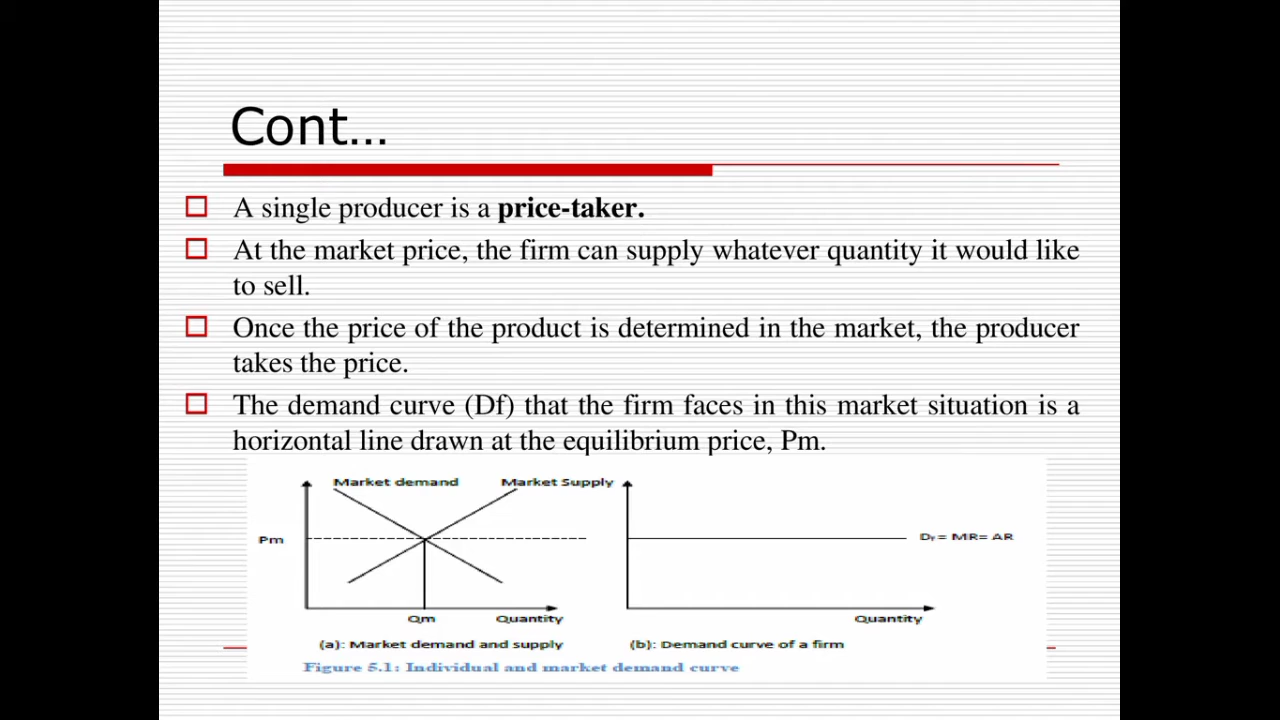 Cont...
A single producer is a price-taker.
At the market price, the firm can supply whatever quantity it would like
to sell.
Once the price of the product is determined in the market, the producer
takes the price.
The demand curve (Df) that the firm faces in this market situation is a
horizontal line drawn at the equilibrium price, Pm.
Market demand
Market Supply
Pm
Qm
Quantity
(a): Market demand and supply
Df = MR= AR
Quantity
(b): Demand curve of a firm
Figure 5.1: Individual and market demand curve